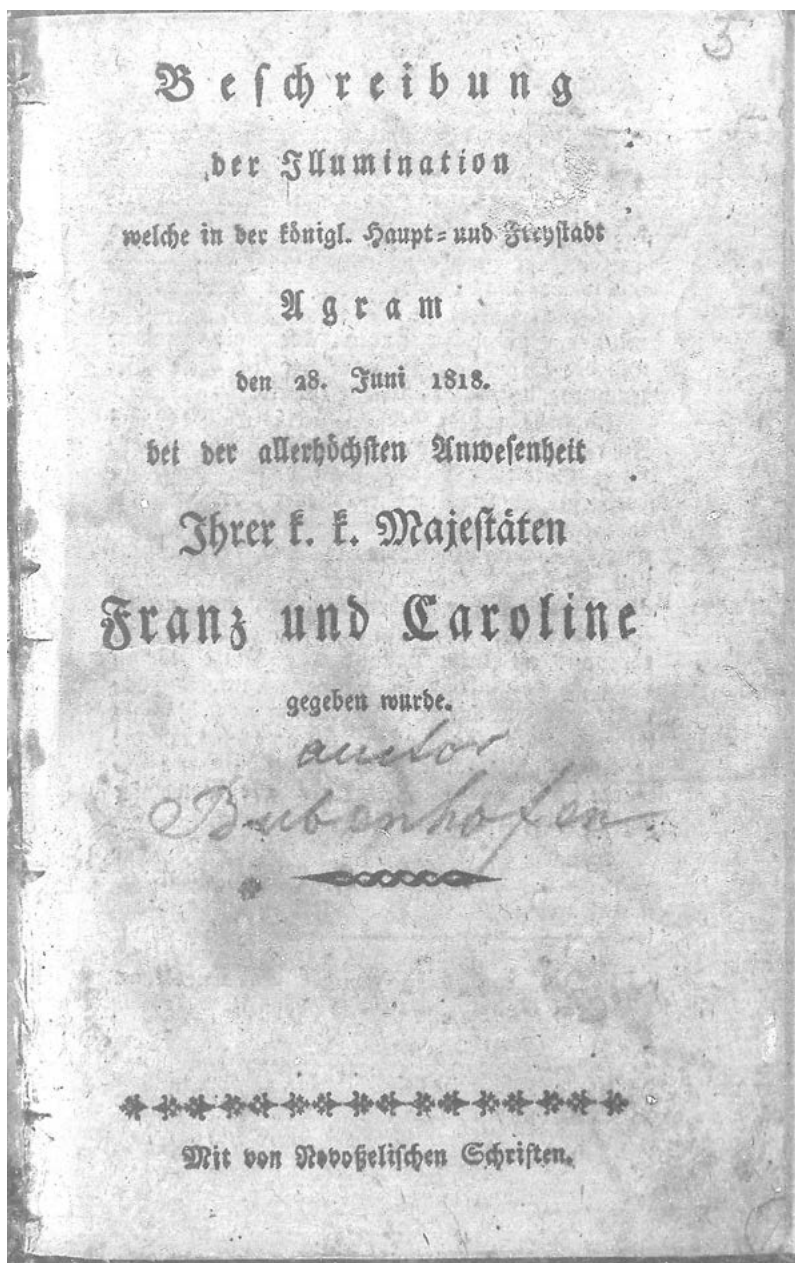 3
Beſchreibung
der Illumination
welche in der königl. Haupt= und Freyſtadt
Agram
den 28. Juni 1818.
bei der allerhöchſten Anweſenheit
Ihrer k. k. Majeſtäten
Franz und Caroline
gegeben wurde.
auctor
Bubenhofen.
Mit von Novoßeliſchen Schriften.